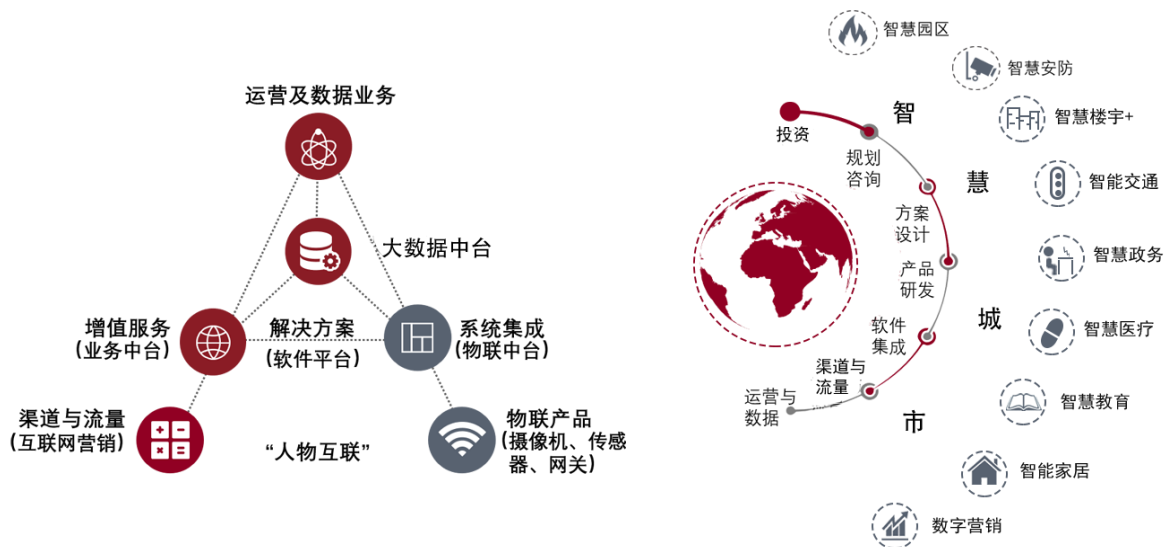 运营及数据业务
大数据中台
增值服务
(业务中台)
解决方案
(软件平台)
系统集成
(物联中台)
渠道与流量
(互联网营销)
“人物互联”
物联产品
(摄像机、传感
器、网关)
智慧园区
智慧安防
智慧楼宇+
智能交通
智慧政务
智慧医疗
智慧教育
智能家居
数字营销
智
慧
城
市
投资
规划
咨询
方案
设计
产品
研发
软件
集成
渠道与
流量
运营与
数据